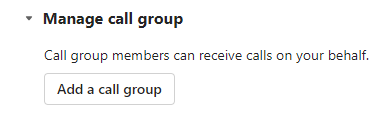 Manage call group
Call group members can receive calls on your behalf.
Add a call group